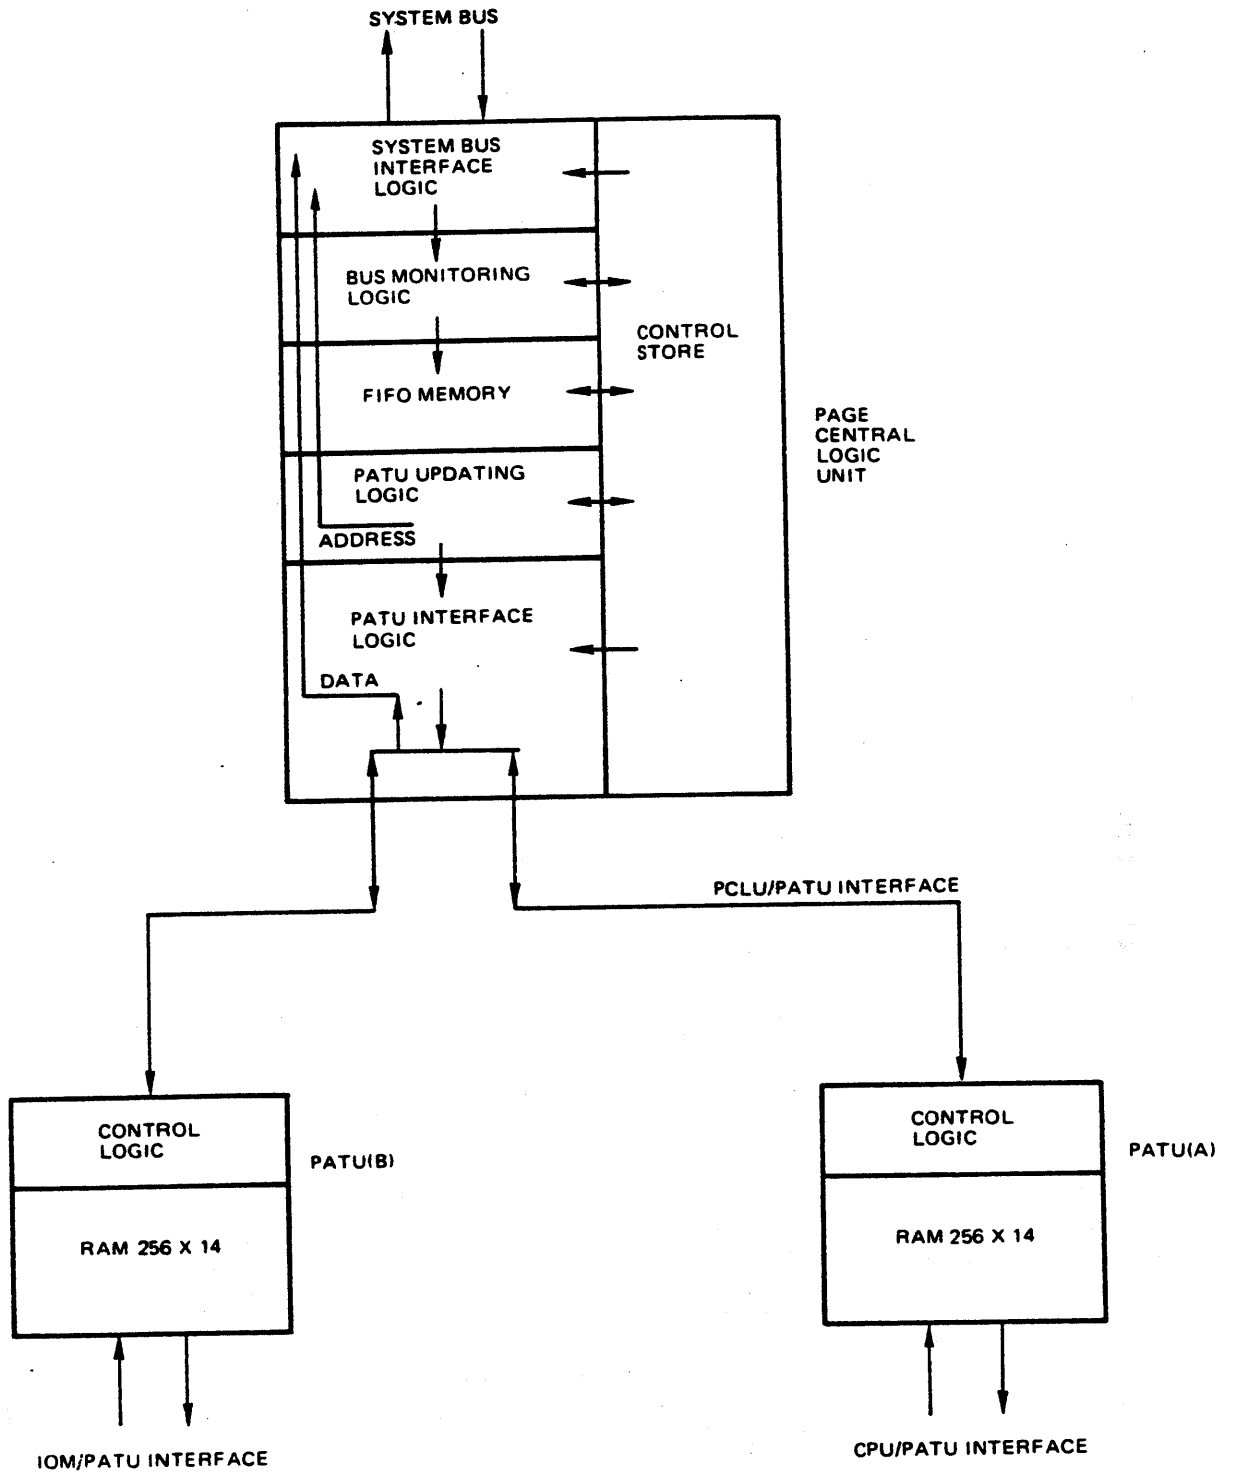 SYSTEM BUS
SYSTEM BUS
INTERFACE
LOGIC
BUS MONITORING
LOGIC
CONTROL
STORE
FIFO MEMORY
PAGE
CENTRAL
LOGIC
UNIT
PATU UPDATING
LOGIC
ADDRESS
PATU INTERFACE
LOGIC
DATA
PCLU/PATU INTERFACE
CONTROL
LOGIC
PATU(B)
RAM 256 X 14
IOM/PATU INTERFACE
CONTROL
LOGIC
PATU(A)
RAM 256 X 14
CPU/PATU INTERFACE